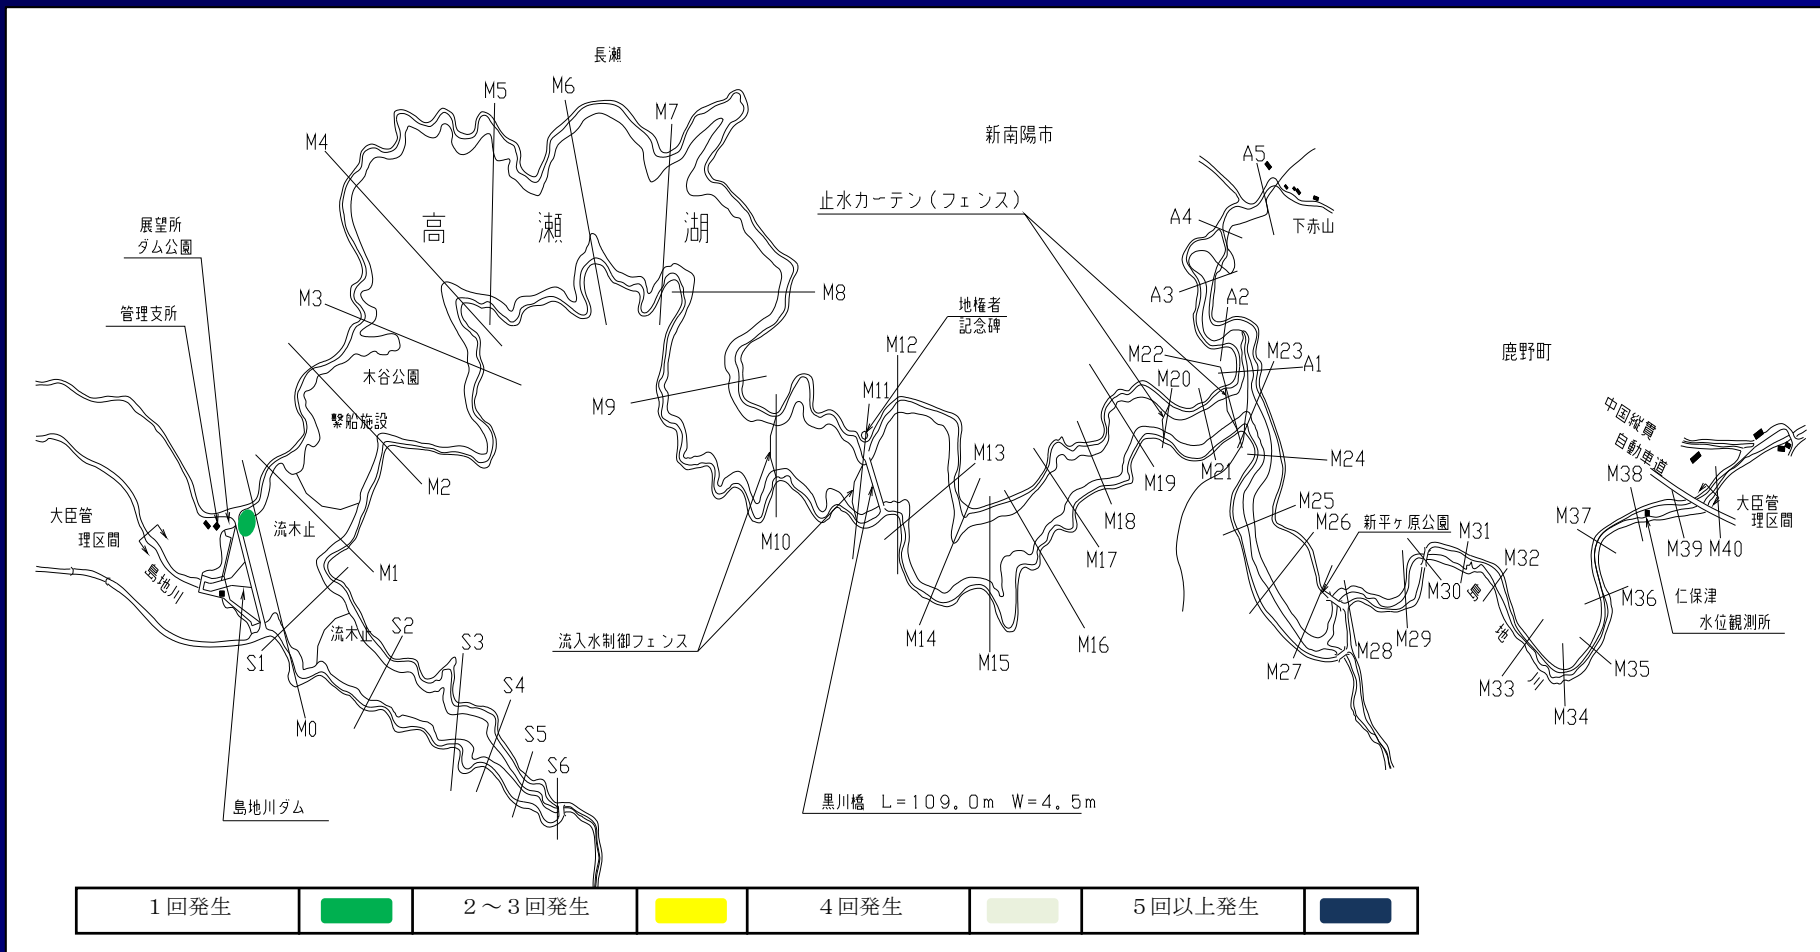 長瀬
M5
M6
M7
M4
新南陽市
A5
止水カーテン（フェンス）
高瀬湖
A4
下赤山
展望所
ダム公園
M3
管理支所
M8
A3
A2
地権者
記念碑
M12
M22
M23
A1
鹿野町
木谷公園
M20
M11
M9
繋船施設
中国縦貫
自動車道
M13
M24
M2
M21
M19
M38
M25
大臣管
理区間
流木止
M18
M26
新平ヶ原公園
M37
大臣管
理区間
M10
M31
M39
M40
島地川
M1
M17
M32
M30
島地川
M36
仁保津
水位観測所
流木止
S2
流入水制御フェンス
M14
M16
M29
S1
S3
M15
M28
M27
M35
M33
S4
M34
M0
S5
S6
島地川ダム
黒川橋 L=109.0m W=4.5m
1回発生
2～3回発生
4回発生
5回以上発生